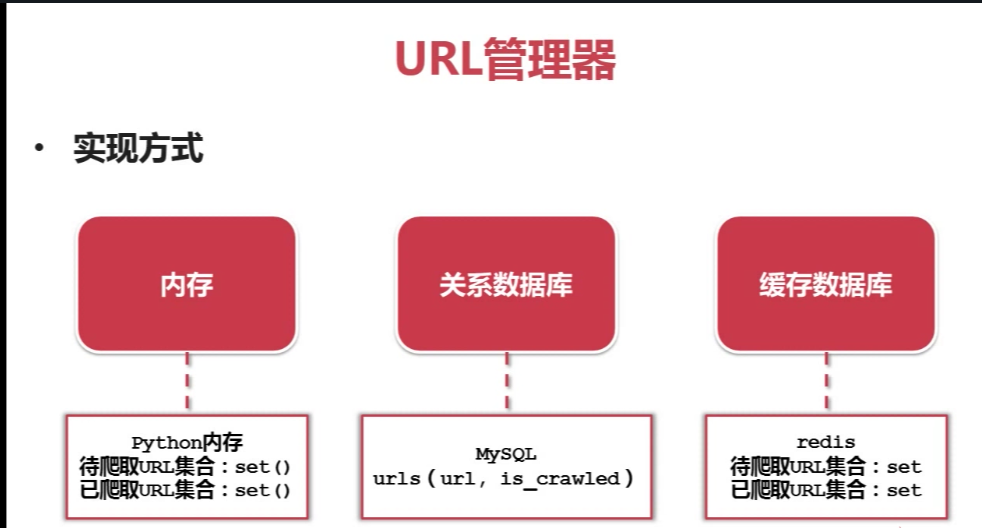 URL管理器
• 实现方式
内存
关系数据库
缓存数据库
Python内存
待爬取URL集合：set()
已爬取URL集合：set()
MySQL
urls(url, is_crawled)
redis
待爬取URL集合：set
已爬取URL集合：set